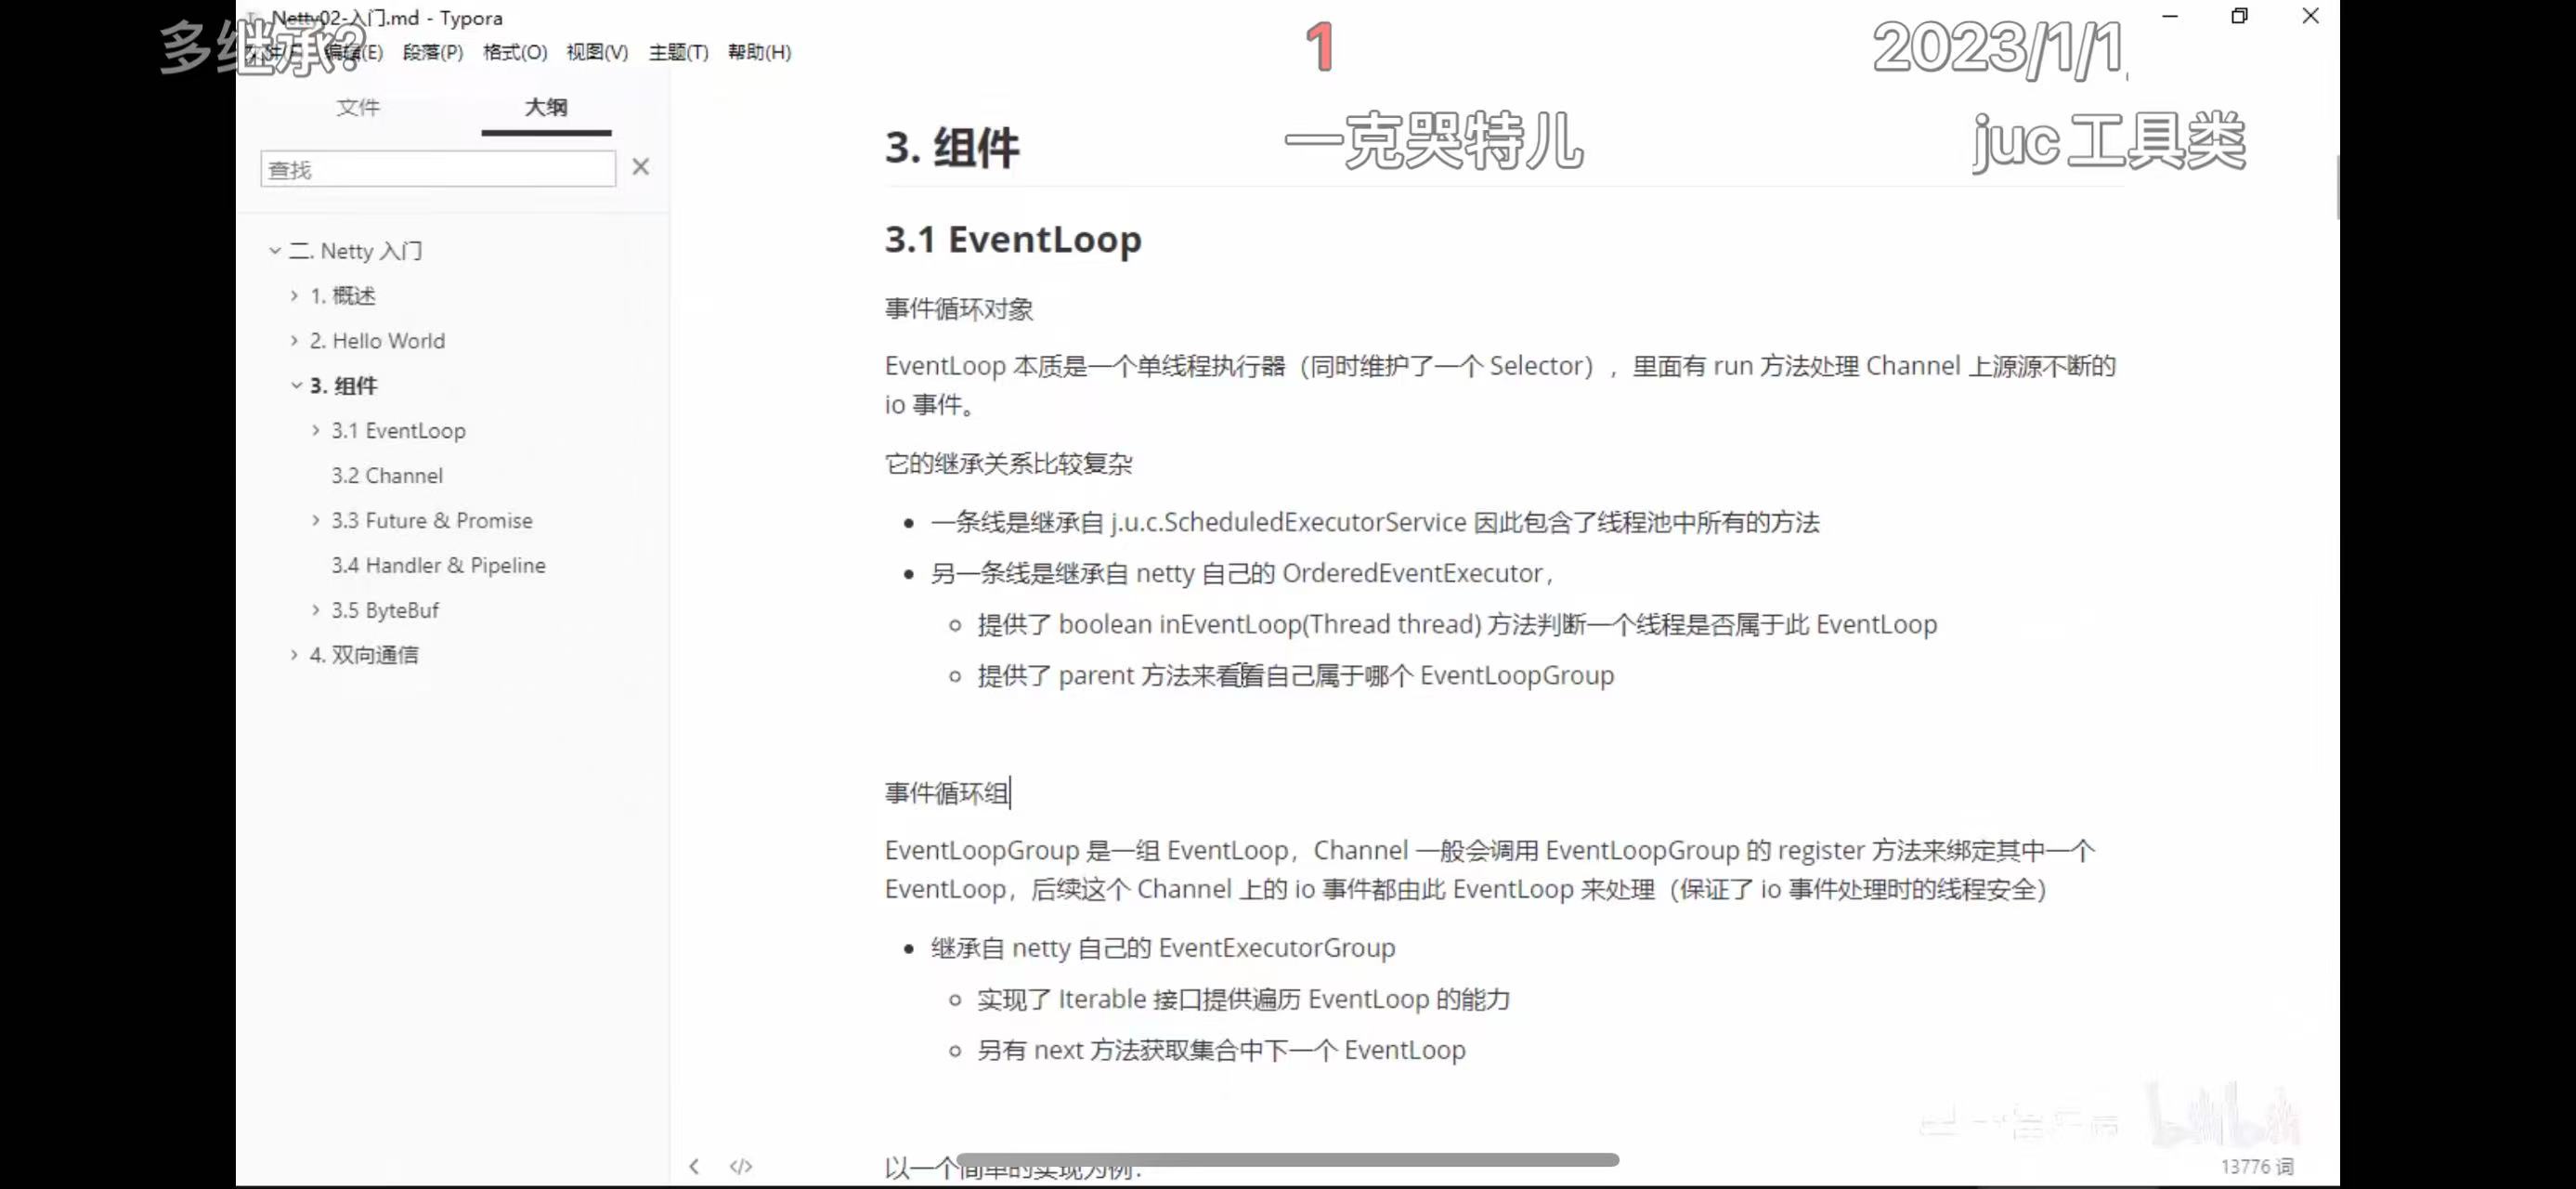 Netty02-入门.md - Typora
多继承?
1
2023/1/1
编辑(E) 段落(P) 格式(O) 视图(V) 主题(T) 帮助(H)
一克哭特儿
juc工具类
文件 大纲
查找
二. Netty 入门
1. 概述
2. Hello World
3. 组件
3.1 EventLoop
3.2 Channel
3.3 Future & Promise
3.4 Handler & Pipeline
3.5 ByteBuf
4. 双向通信
3. 组件
3.1 EventLoop
事件循环对象
EventLoop 本质是一个单线程执行器（同时维护了一个 Selector），里面有 run 方法处理 Channel 上源源不断的
io 事件。
它的继承关系比较复杂
一条线是继承自 j.u.c.ScheduledExecutorService 因此包含了线程池中所有的方法
另一条线是继承自 netty 自己的 OrderedEventExecutor，
提供了 boolean inEventLoop(Thread thread) 方法判断一个线程是否属于此 EventLoop
提供了 parent 方法来看看自己属于哪个 EventLoopGroup
事件循环组
EventLoopGroup 是一组 EventLoop，Channel 一般会调用 EventLoopGroup 的 register 方法来绑定其中一个
EventLoop，后续这个 Channel 上的 io 事件都由此 EventLoop 来处理（保证了 io 事件处理时的线程安全）
继承自 netty 自己的 EventExecutorGroup
实现了 Iterable 接口提供遍历 EventLoop 的能力
另有 next 方法获取集合中下一个 EventLoop
以一个简单的实现为例：
13776 词